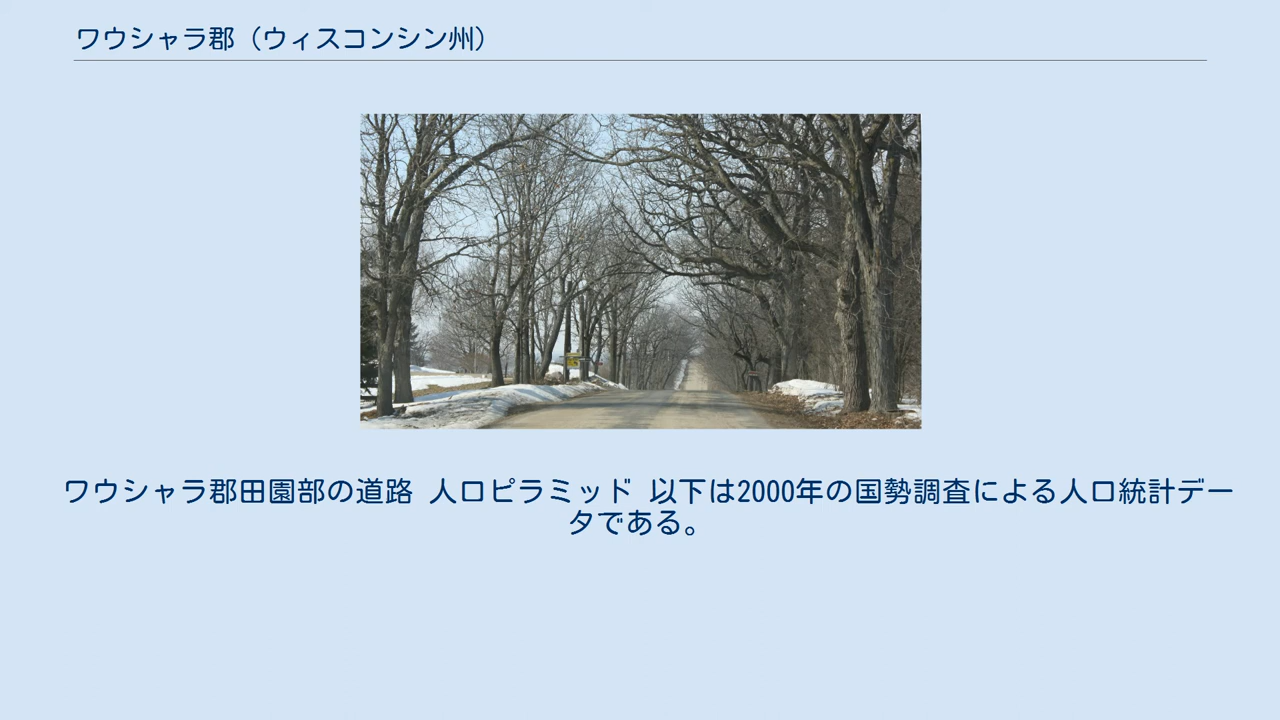 ワウシャラ郡（ウィスコンシン州）
ワウシャラ郡田園部の道路 人口ピラミッド 以下は2000年の国勢調査による人口統計デー
タである。